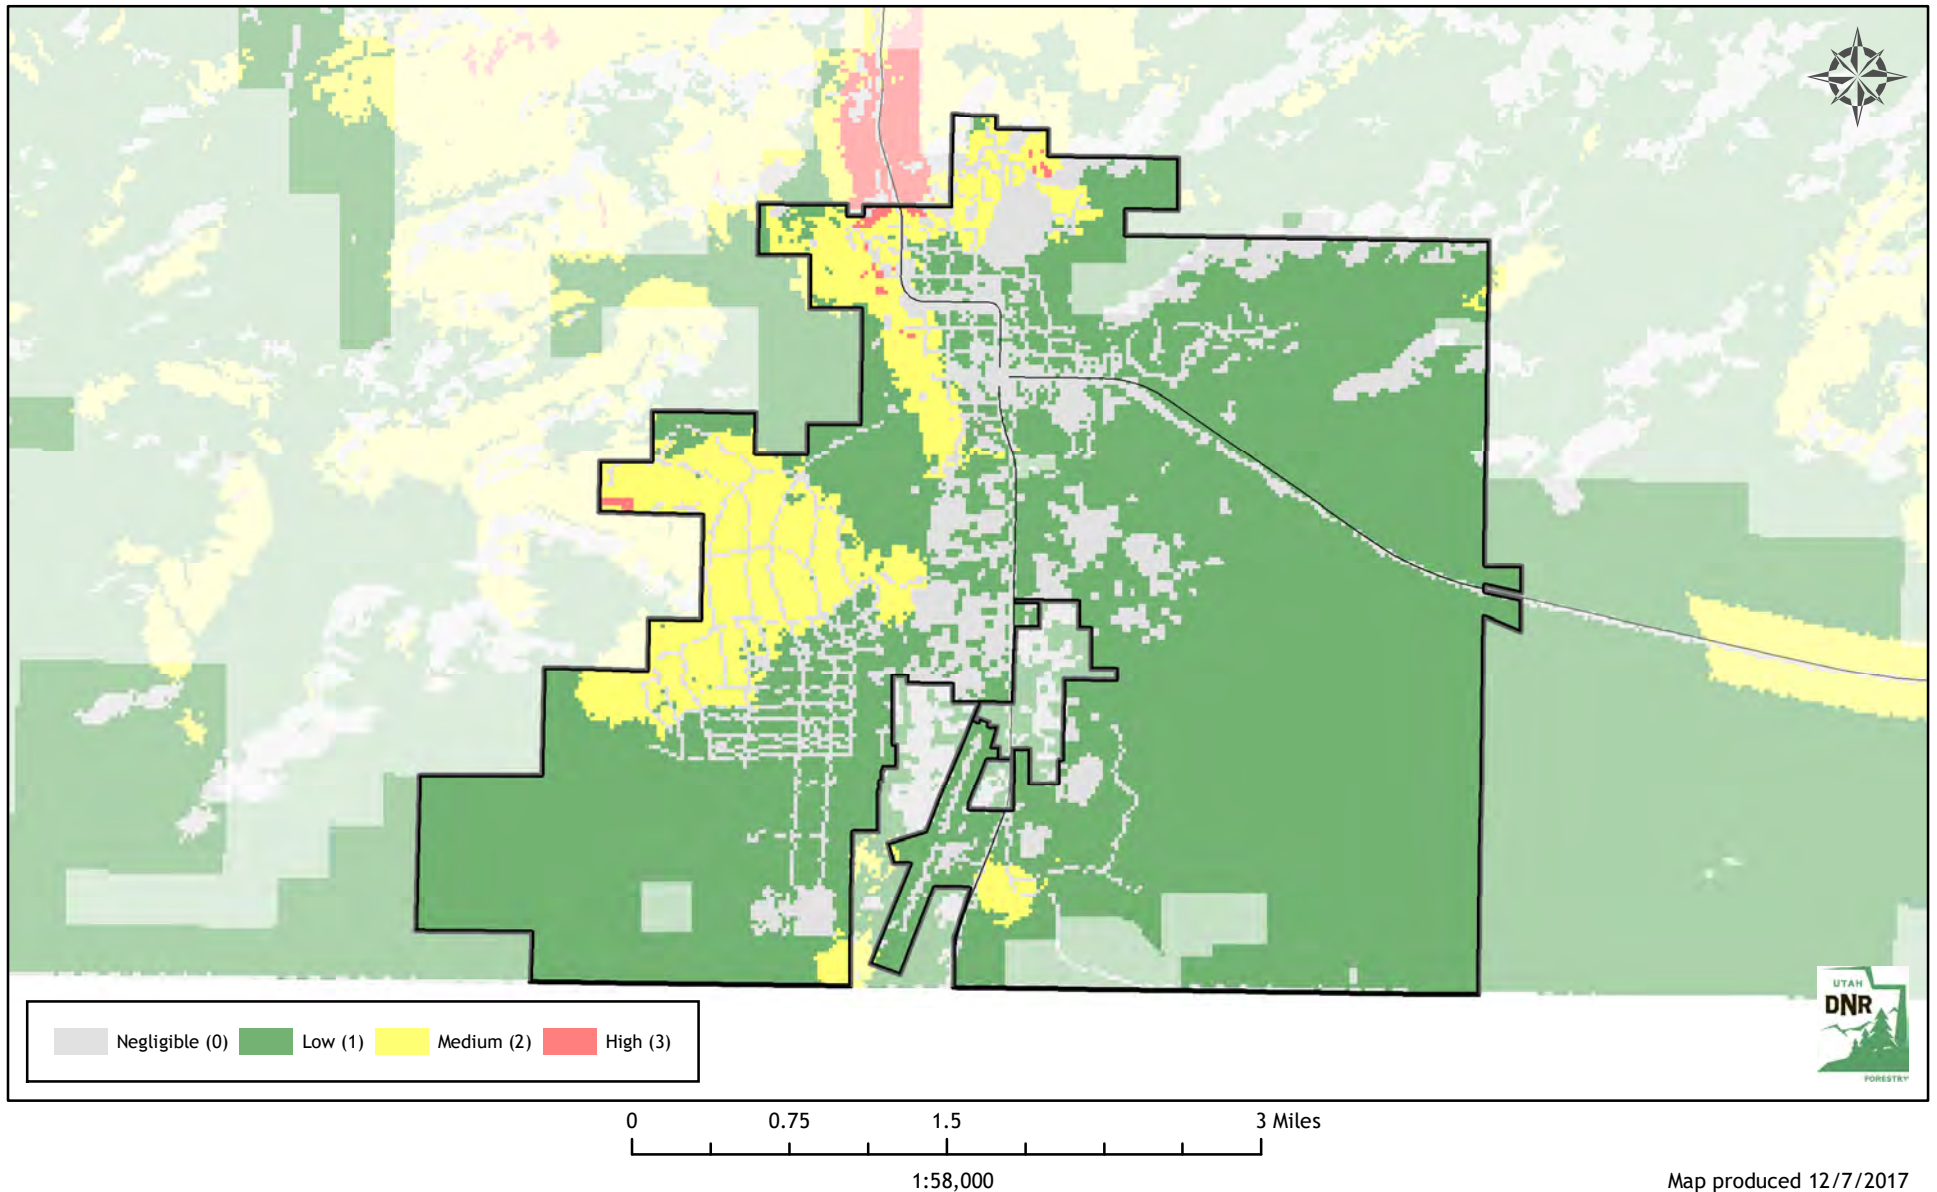 UTAH
DNR
FORESTRY
Negligible (0) Low (1) Medium (2) High (3)
0 0.75 1.5 3 Miles
1:58,000
Map produced 12/7/2017